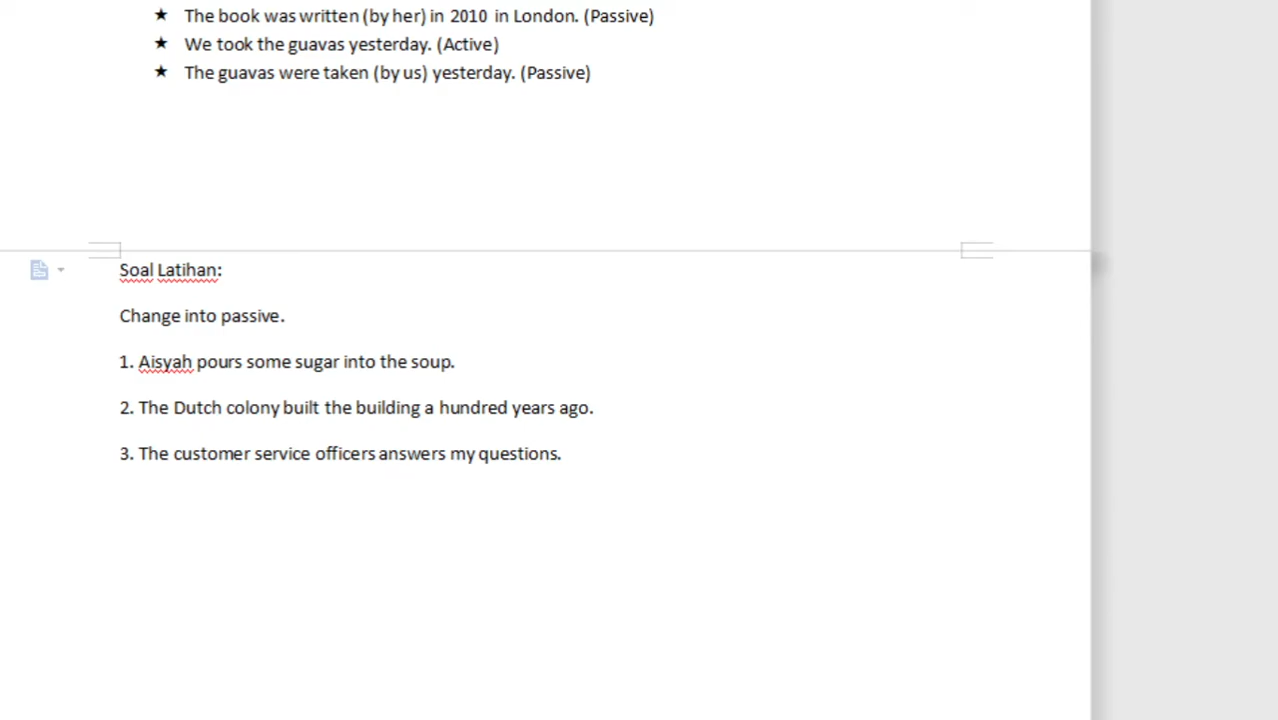 ★ The book was written (by her) in 2010 in London. (Passive)
★ We took the guavas yesterday. (Active)
★ The guavas were taken (by us) yesterday. (Passive)
Soal Latihan:
Change into passive.
1. Aisyah pours some sugar into the soup.
2. The Dutch colony built the building a hundred years ago.
3. The customer service officers answers my questions.